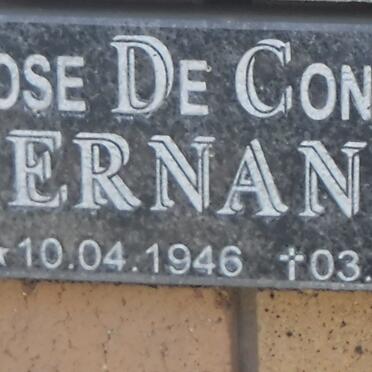 OSE DE CON
ERNAN
★10.04.1946 ✝03.